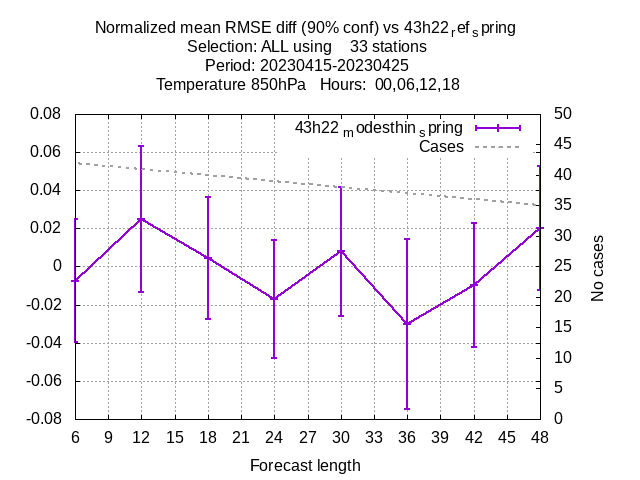 Normalized mean RMSE diff (90% conf) vs 43h22refspring
Selection: ALL using 33 stations
Period: 20230415-20230425
Temperature 850hPa Hours: 00,06,12,18
43h22modesthinspring
Cases
0.08
0.06
0.04
0.02
0
-0.02
-0.04
-0.06
-0.08
50
45
40
35
30
25
20
15
10
5
0
No cases
6 9 12 15 18 21 24 27 30 33 36 39 42 45 48
Forecast length